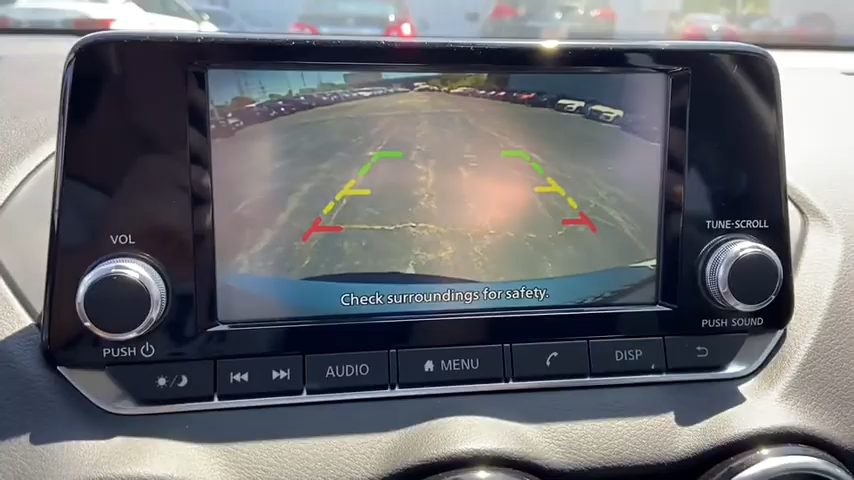 Check surroundings for safety.
VOL
PUSH
TUNE·SCROLL
PUSH SOUND
AUDIO
MENU
DISP